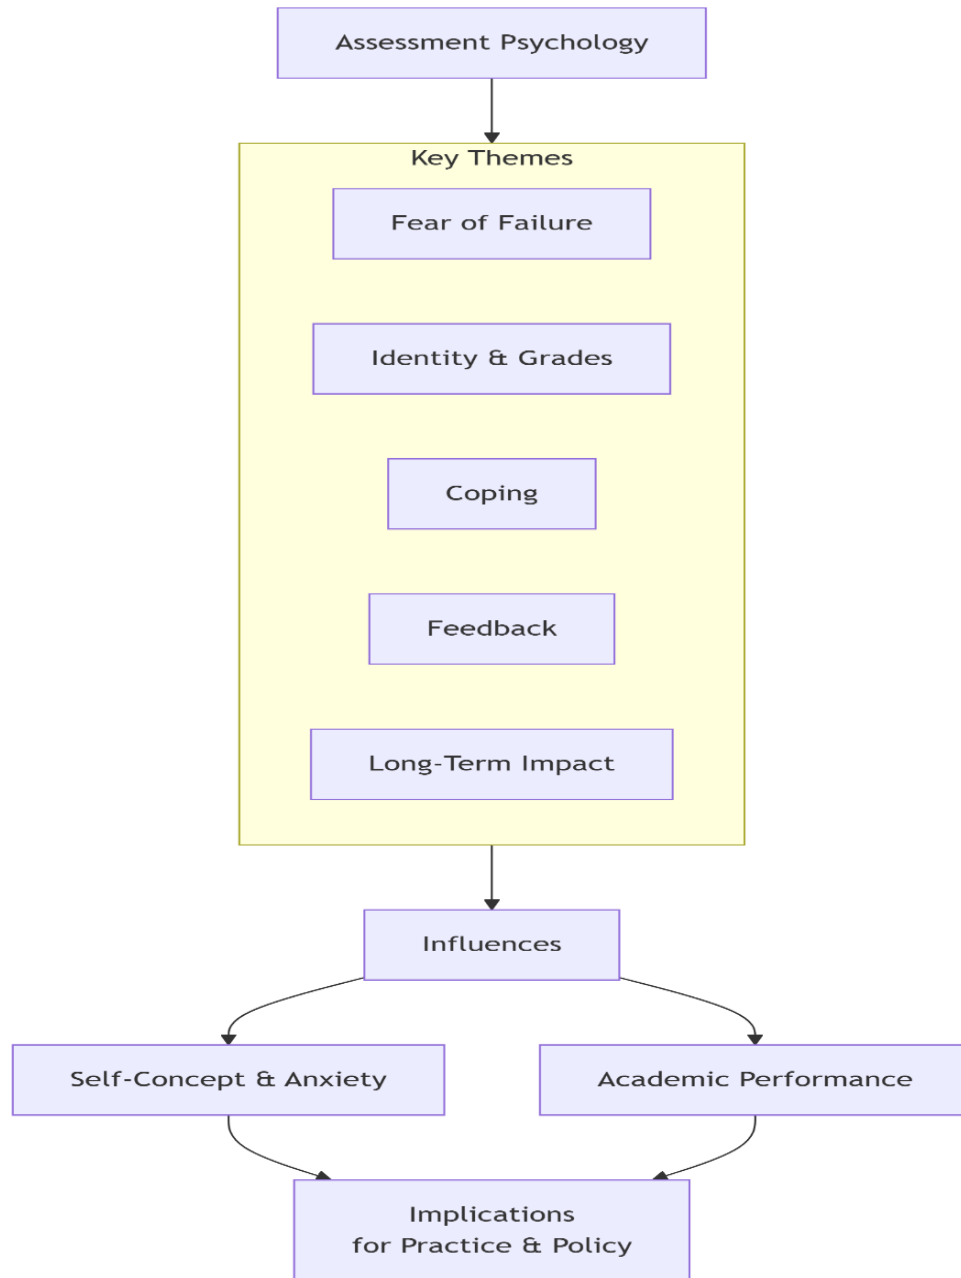 Assessment Psychology
Key Themes
Fear of Failure
Identity & Grades
Coping
Feedback
Long-Term Impact
Influences
Self-Concept & Anxiety
Academic Performance
Implications
for Practice & Policy